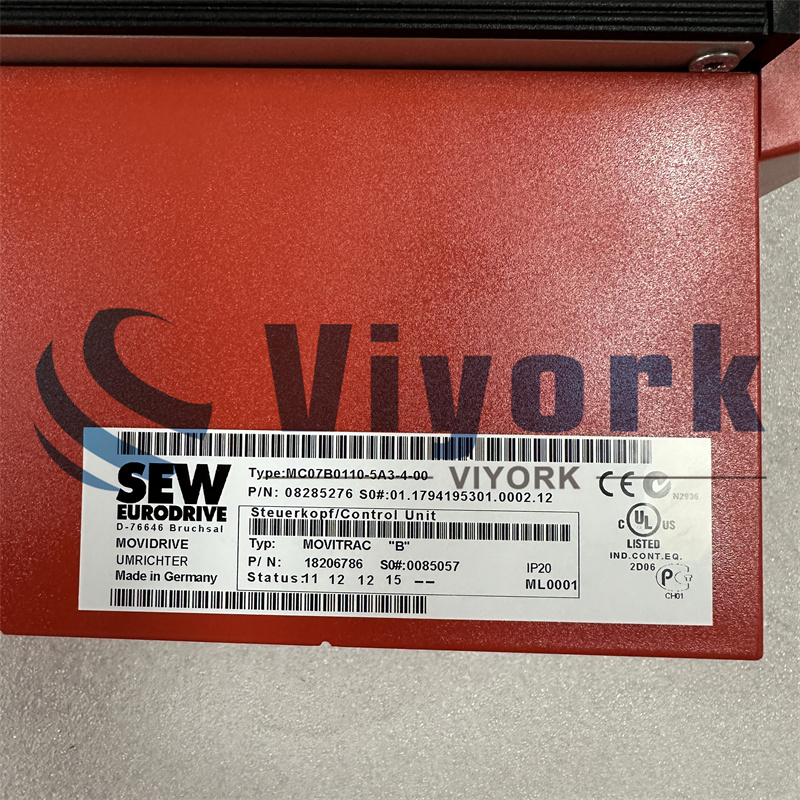 Viyork
SEW
EURODRIVE
D-76646 Bruchsal
MOVIDRIVE
UMRICHTER
Made in Germany
Type:MC07B0110-5A3-4-00
VIYORK
P/N: 08285276 S0#:01.1794195301.0002.12
Steuerkopf/Control Unit
Typ: MOVITRAC "B"
P/ N: 18206786 S0#:0085057 IP20
Status:11 12 12 15 –– ML0001
CE
N2936
C UL US
LISTED
IND.CONT.EQ.
2D06
CH01